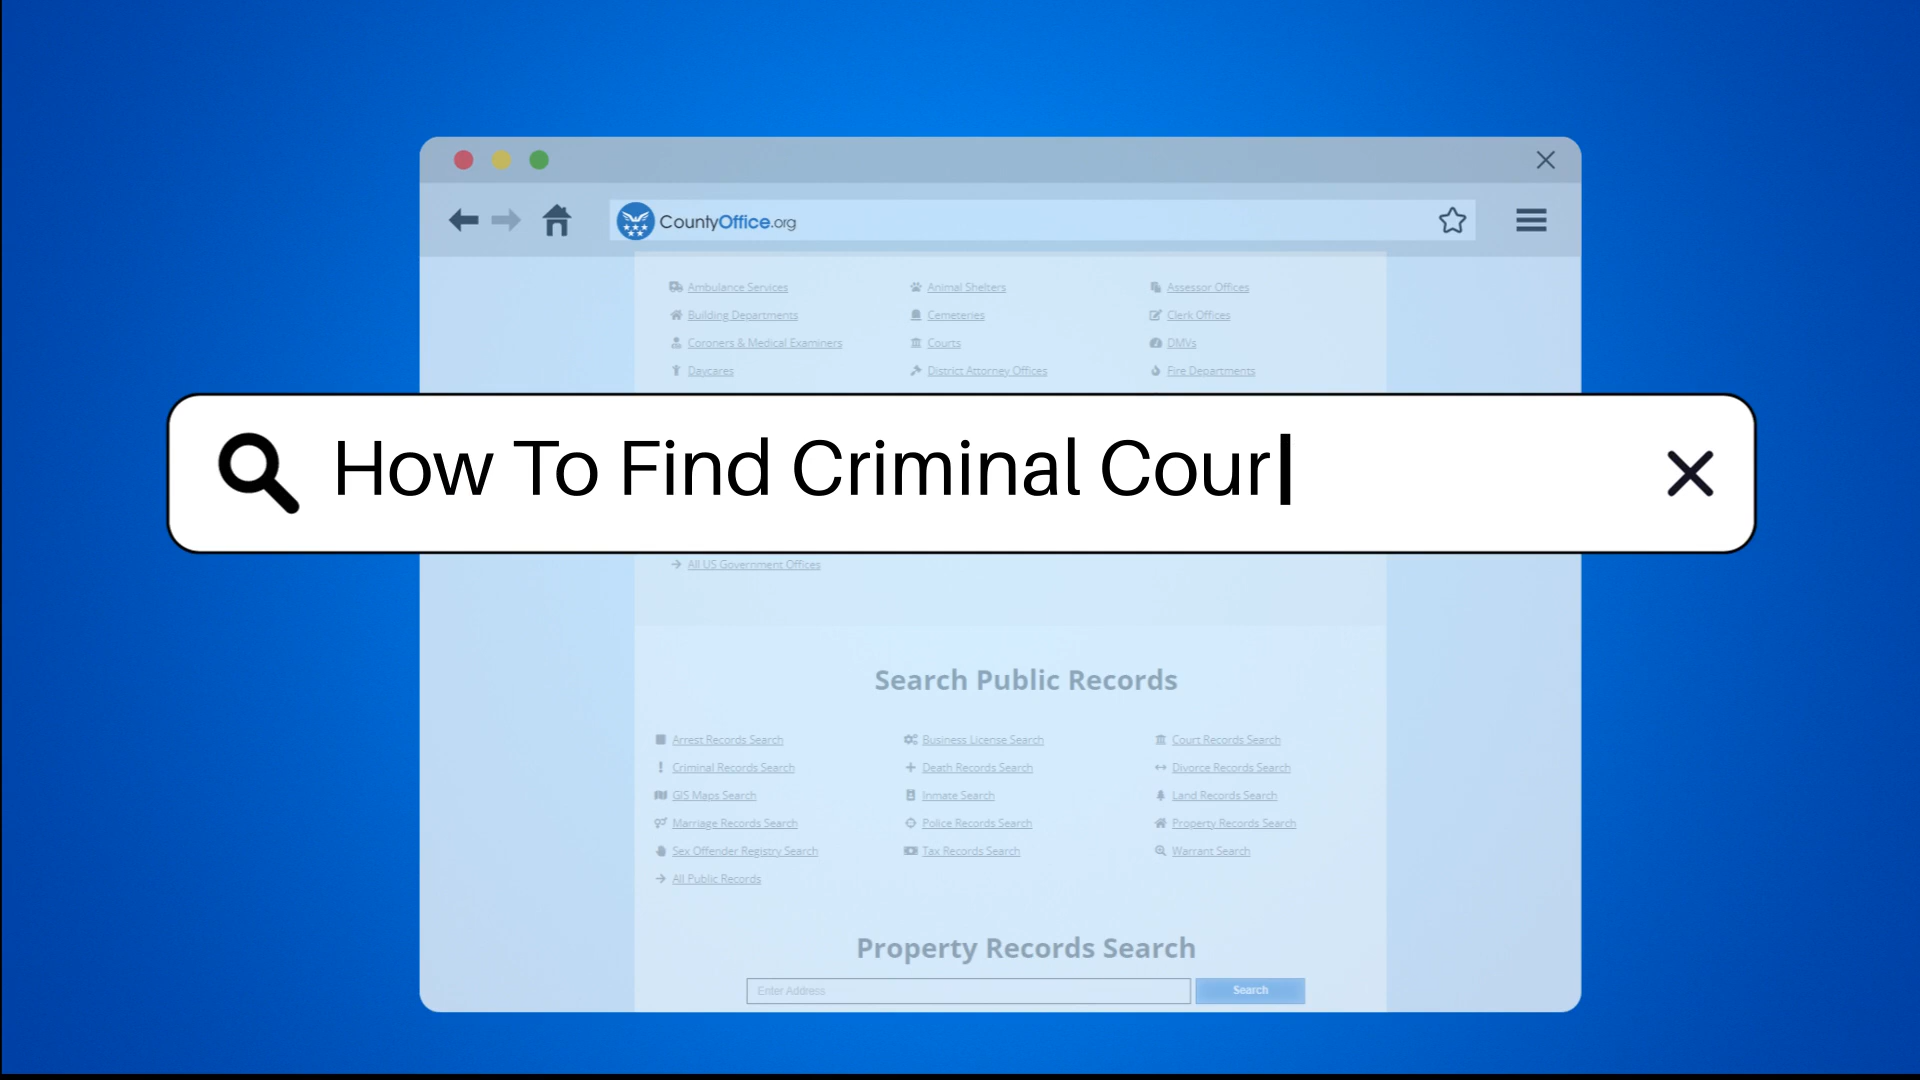 CountyOffice.org
Ambulance Services Animal Shelters Assessor Offices
Building Departments Cemeteries Clerk Offices
Coroners & Medical Examiners Courts DMVs
Daycares District Attorney Offices Fire Departments
How To Find Criminal Cour
All US Government Offices
Search Public Records
Arrest Records Search Business License Search Court Records Search
Criminal Records Search Death Records Search Divorce Records Search
GIS Maps Search Inmate Search Land Records Search
Marriage Records Search Police Records Search Property Records Search
Sex Offender Registry Search Tax Records Search Warrant Search
All Public Records
Property Records Search
Enter Address Search